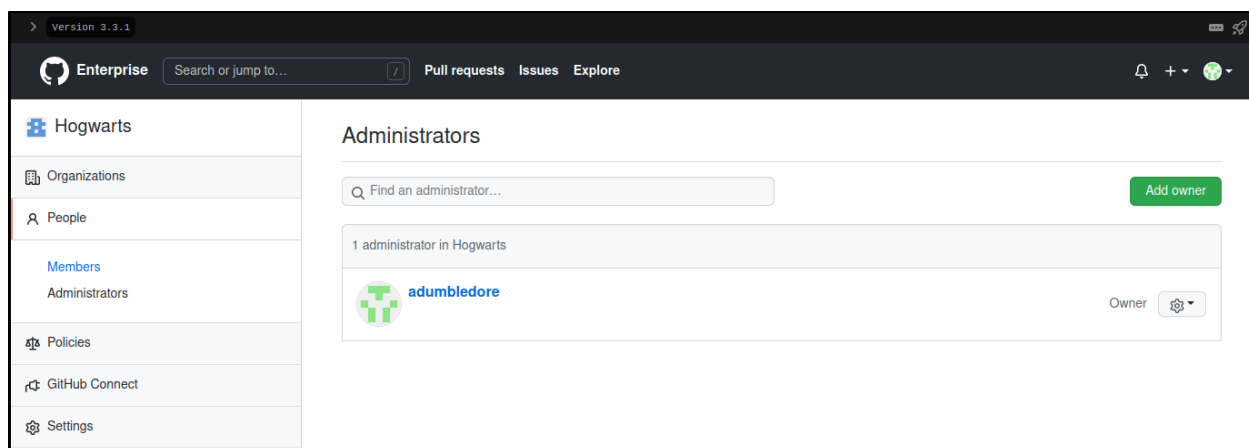 Version 3.3.1
Enterprise Search or jump to... / Pull requests Issues Explore
Hogwarts
Organizations
People
Members
Administrators
Policies
GitHub Connect
Settings
Administrators
Find an administrator...
Add owner
1 administrator in Hogwarts
adumbledore
Owner